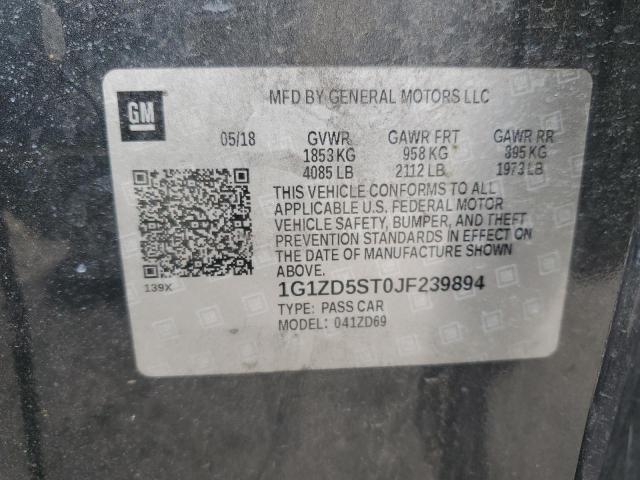 GM
MFD BY GENERAL MOTORS LLC
05/18 GVWR GAWR FRT GAWR RR
1853 KG 958 KG 895 KG
4085 LB 2112 LB 1973 LB
THIS VEHICLE CONFORMS TO ALL
APPLICABLE U.S. FEDERAL MOTOR
VEHICLE SAFETY, BUMPER, AND THEFT
PREVENTION STANDARDS IN EFFECT ON
THE DATE OF MANUFACTURE SHOWN
ABOVE.
139X
1G1ZD5ST0JF239894
TYPE: PASS CAR
MODEL: 041ZD69